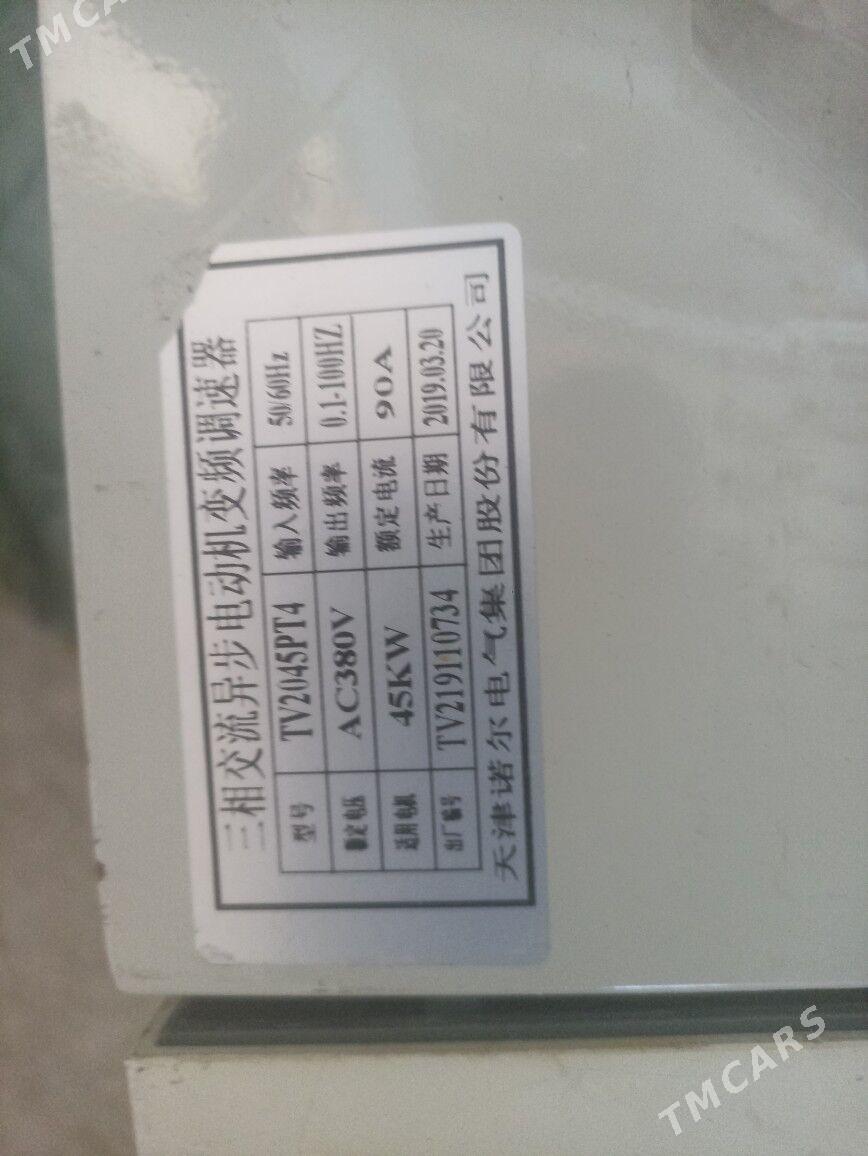 TMCARS
三相交流异步电动机变频调速器
型号 TV2045PT4 输入频率 50/60Hz
额定电压 AC380V 输出频率 0.1-100HZ
适用电机 45KW 额定电流 90A
出厂编号 TV219110734 生产日期 2019.03.20
天津诺尔电气集团股份有限公司
TMCARS